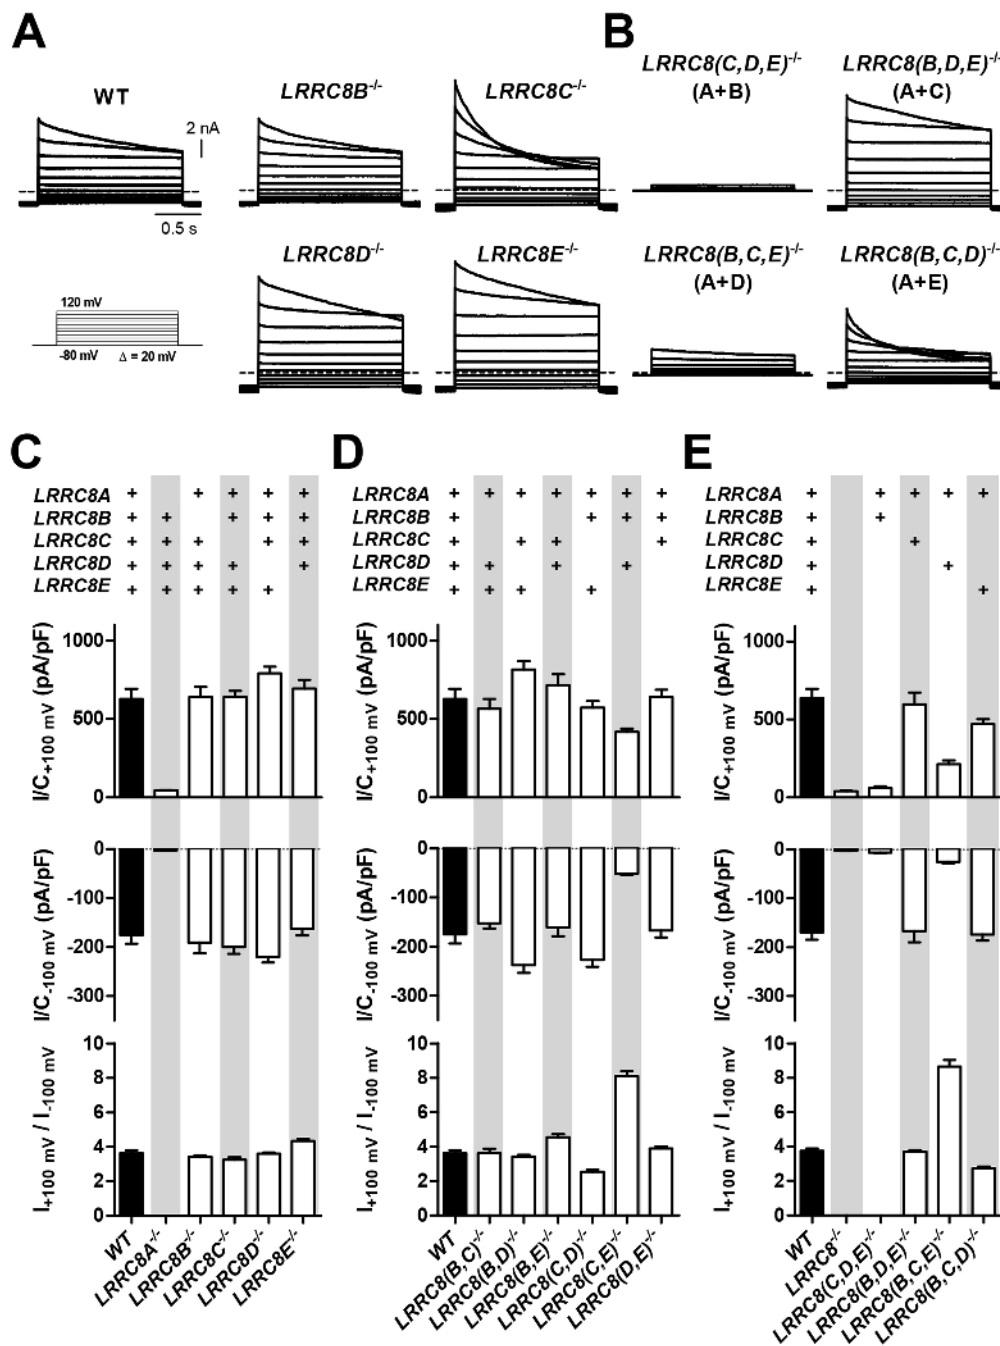 A
B
WT
LRRC8B-/-
LRRC8C-/-
2 nA
0.5 s
LRRC8D-/-
LRRC8E-/-
120 mV
-80 mV Δ = 20 mV
LRRC8(C,D,E)-/-
(A+B)
LRRC8(B,D,E)-/-
(A+C)
LRRC8(B,C,E)-/-
(A+D)
LRRC8(B,C,D)-/-
(A+E)
C
LRRC8A + + + + +
LRRC8B + + + + +
LRRC8C + + + + +
LRRC8D + + + + +
LRRC8E + + + + +
I/C+100 mV (pA/pF)
1000
500
0
I/C-100 mV (pA/pF)
0
-100
-200
-300
I+100 mV / I-100 mV
10
8
6
4
2
0
WT
LRRC8A-/-
LRRC8B-/-
LRRC8C-/-
LRRC8D-/-
LRRC8E-/-
D
LRRC8A + + + + + + +
LRRC8B + + + +
LRRC8C + + + +
LRRC8D + + + +
LRRC8E + + + +
I/C+100 mV (pA/pF)
1000
500
0
I/C-100 mV (pA/pF)
0
-100
-200
-300
I+100 mV / I-100 mV
10
8
6
4
2
0
WT
LRRC8(B,C)-/-
LRRC8(B,D)-/-
LRRC8(B,E)-/-
LRRC8(C,D)-/-
LRRC8(C,E)-/-
LRRC8(D,E)-/-
E
LRRC8A + + + + +
LRRC8B + +
LRRC8C + +
LRRC8D + +
LRRC8E + +
I/C+100 mV (pA/pF)
1000
500
0
I/C-100 mV (pA/pF)
0
-100
-200
-300
I+100 mV / I-100 mV
10
8
6
4
2
0
WT
LRRC8-/-
LRRC8(C,D,E)-/-
LRRC8(B,D,E)-/-
LRRC8(B,C,E)-/-
LRRC8(B,C,D)-/-